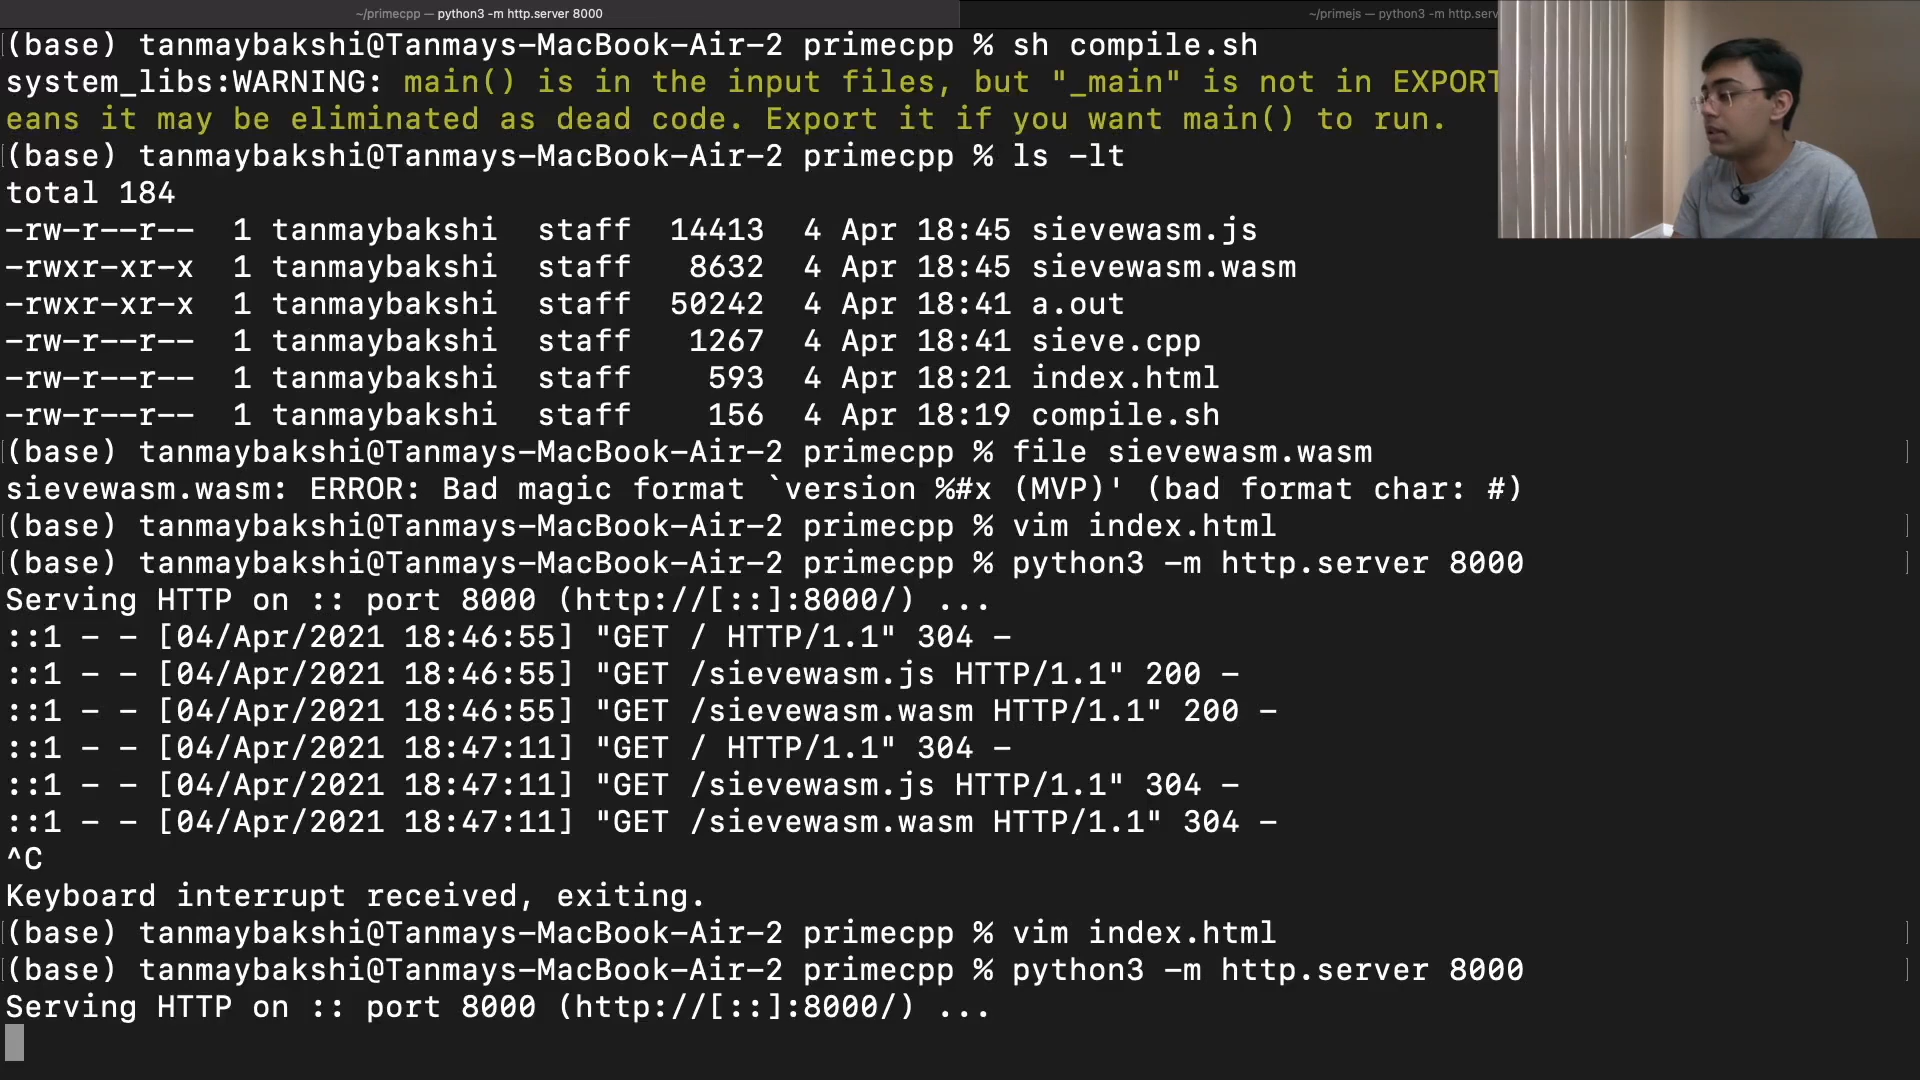 ~/primecpp — python3 -m http.server 8000
~/primejs — python3 -m http.serv
(base) tanmaybakshi@Tanmays-MacBook-Air-2 primecpp % sh compile.sh
system_libs:WARNING: main() is in the input files, but "_main" is not in EXPORT
eans it may be eliminated as dead code. Export it if you want main() to run.
(base) tanmaybakshi@Tanmays-MacBook-Air-2 primecpp % ls -lt
total 184
-rw-r--r--  1 tanmaybakshi  staff  14413  4 Apr 18:45 sievewasm.js
-rwxr-xr-x  1 tanmaybakshi  staff   8632  4 Apr 18:45 sievewasm.wasm
-rwxr-xr-x  1 tanmaybakshi  staff  50242  4 Apr 18:41 a.out
-rw-r--r--  1 tanmaybakshi  staff   1267  4 Apr 18:41 sieve.cpp
-rw-r--r--  1 tanmaybakshi  staff    593  4 Apr 18:21 index.html
-rw-r--r--  1 tanmaybakshi  staff    156  4 Apr 18:19 compile.sh
(base) tanmaybakshi@Tanmays-MacBook-Air-2 primecpp % file sievewasm.wasm
sievewasm.wasm: ERROR: Bad magic format `version %#x (MVP)' (bad format char: #)
(base) tanmaybakshi@Tanmays-MacBook-Air-2 primecpp % vim index.html
(base) tanmaybakshi@Tanmays-MacBook-Air-2 primecpp % python3 -m http.server 8000
Serving HTTP on :: port 8000 (http://[::]:8000/) ...
::1 - - [04/Apr/2021 18:46:55] "GET / HTTP/1.1" 304 -
::1 - - [04/Apr/2021 18:46:55] "GET /sievewasm.js HTTP/1.1" 200 -
::1 - - [04/Apr/2021 18:46:55] "GET /sievewasm.wasm HTTP/1.1" 200 -
::1 - - [04/Apr/2021 18:47:11] "GET / HTTP/1.1" 304 -
::1 - - [04/Apr/2021 18:47:11] "GET /sievewasm.js HTTP/1.1" 304 -
::1 - - [04/Apr/2021 18:47:11] "GET /sievewasm.wasm HTTP/1.1" 304 -
^C
Keyboard interrupt received, exiting.
(base) tanmaybakshi@Tanmays-MacBook-Air-2 primecpp % vim index.html
(base) tanmaybakshi@Tanmays-MacBook-Air-2 primecpp % python3 -m http.server 8000
Serving HTTP on :: port 8000 (http://[::]:8000/) ...